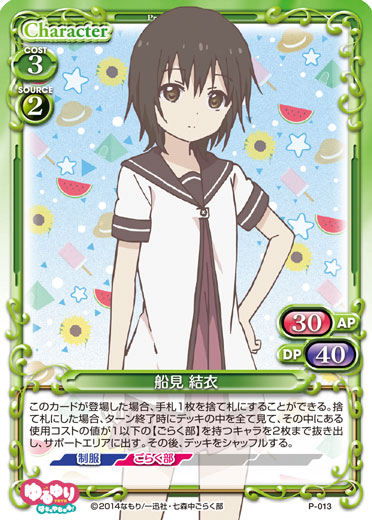 Character
COST
3
SOURCE
2
30 AP
DP 40
船見 結衣
このカードが登場した場合、手札1枚を捨て札にすることができる。捨
て札にした場合、ターン終了時にデッキの中を全て見て、その中にある
使用コストの値が1以下の【ごらく部】を持つキャラを2枚まで抜き出
し、サポートエリアに出す。その後、デッキをシャッフルする。
制服
ごらく部
ゆるゆり
©2014なもり/一迅社・七森中ごらく部
P-013